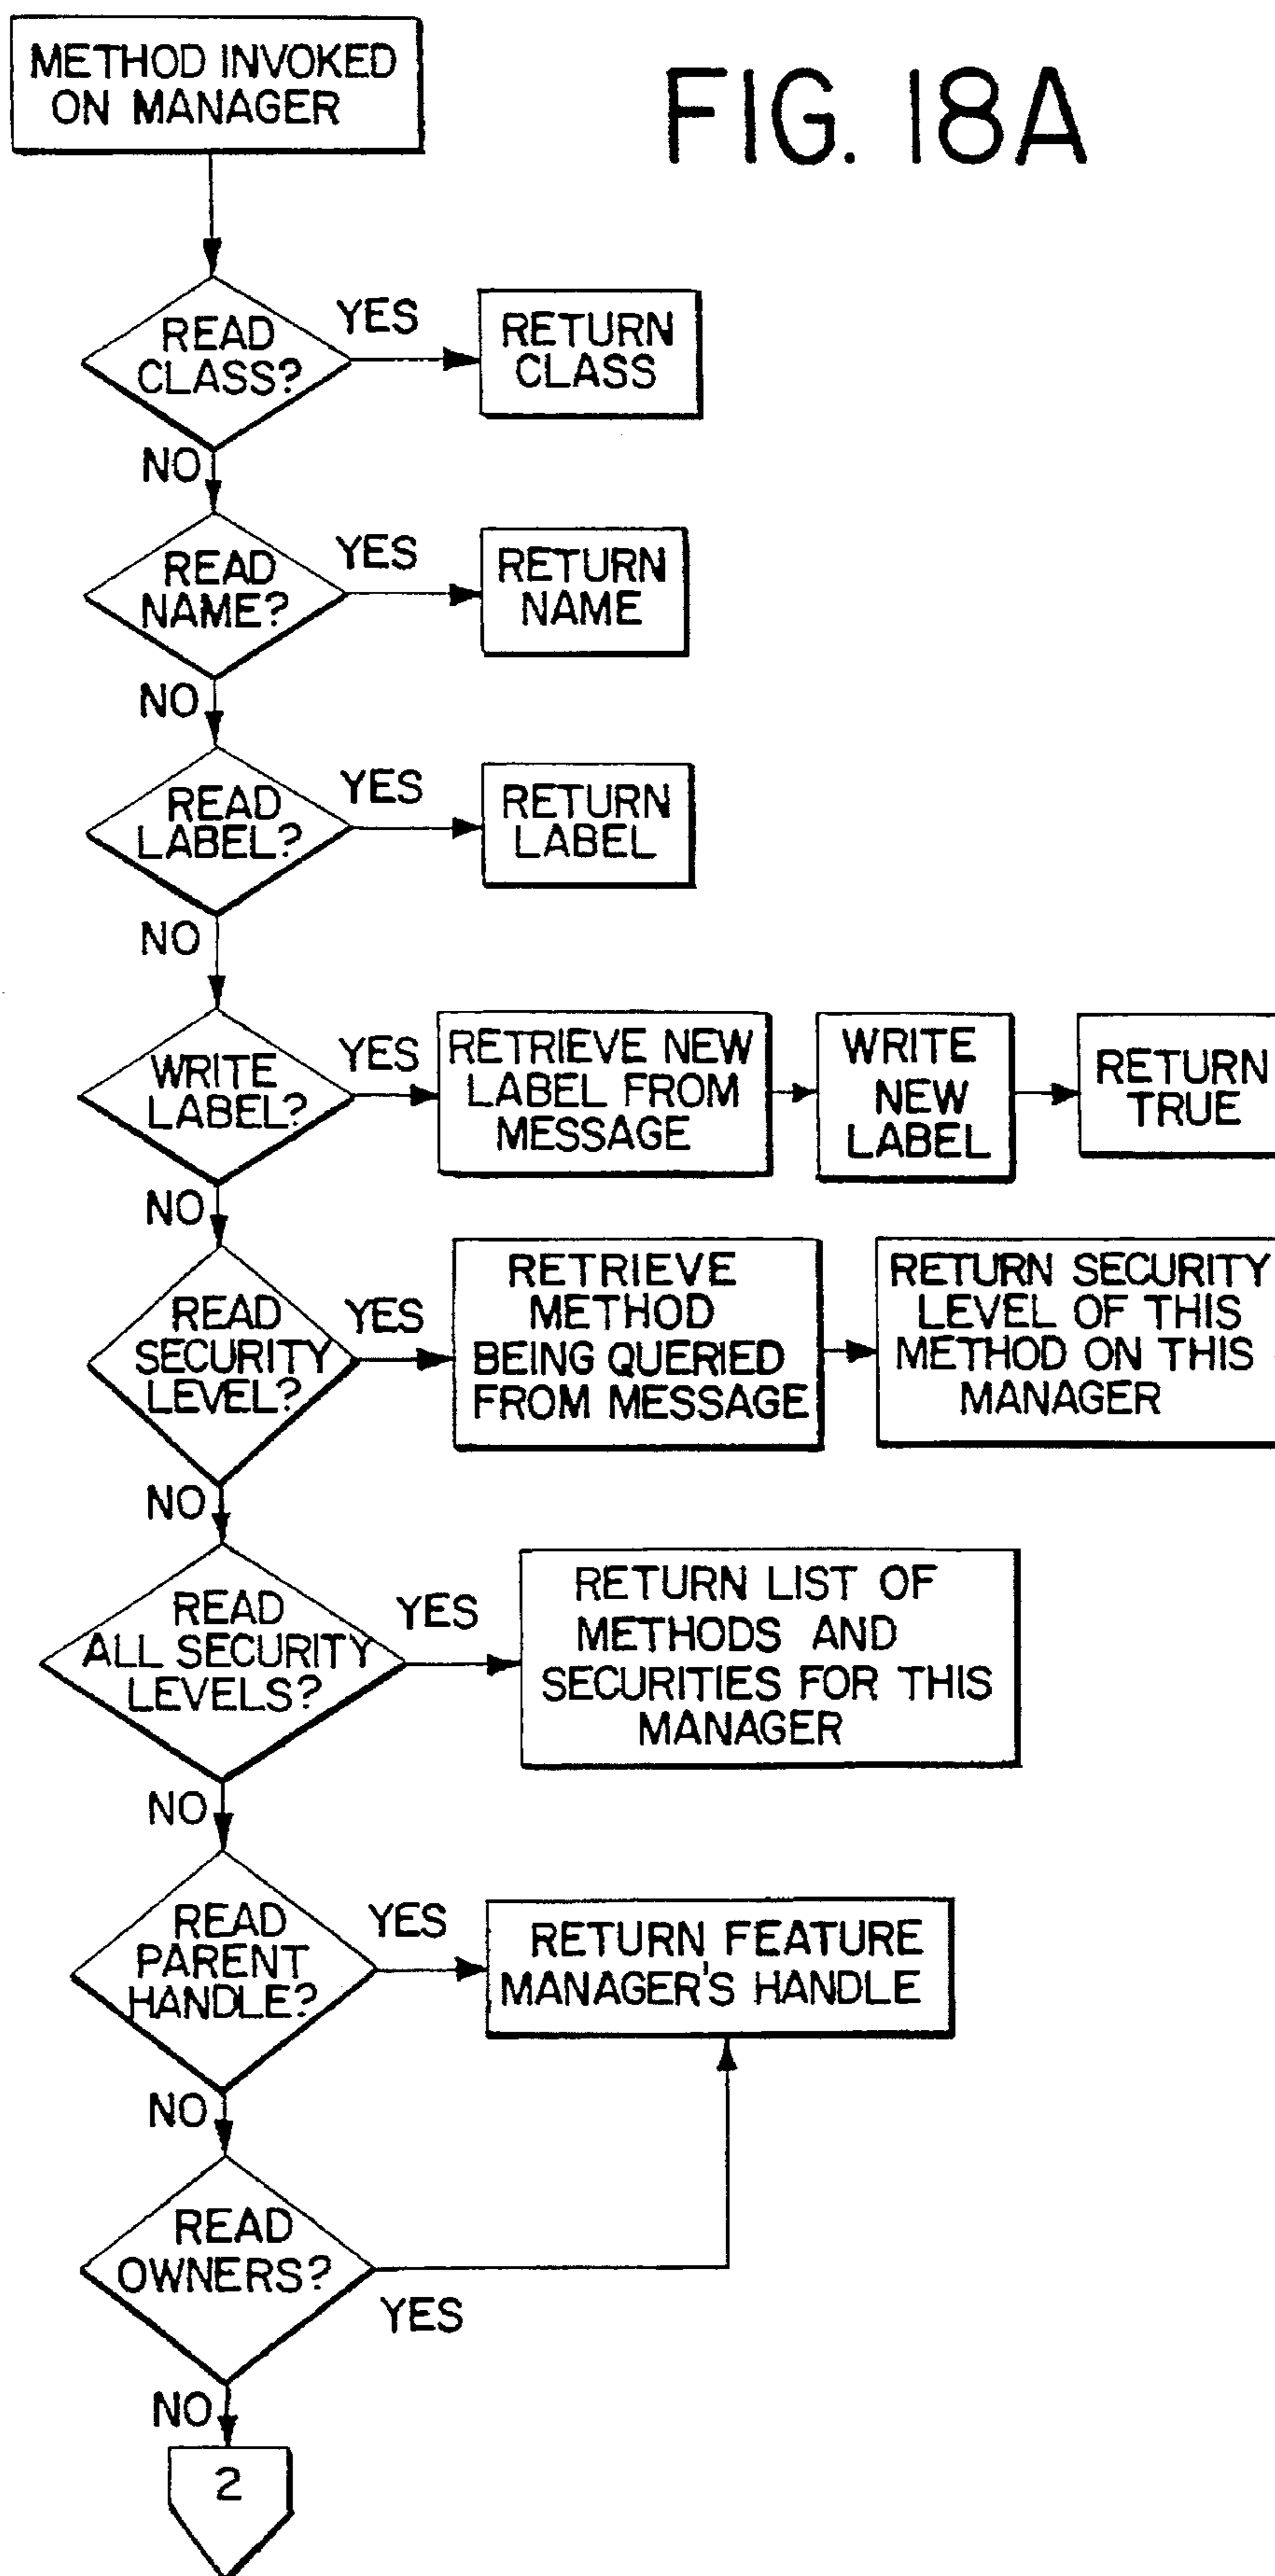 METHOD INVOKED
ON MANAGER
FIG. 18A
READ
CLASS?
YES
RETURN
CLASS
NO
READ
NAME?
YES
RETURN
NAME
NO
READ
LABEL?
YES
RETURN
LABEL
NO
WRITE
LABEL?
YES
RETRIEVE NEW
LABEL FROM
MESSAGE
WRITE
NEW
LABEL
RETURN
TRUE
NO
READ
SECURITY
LEVEL?
YES
RETRIEVE
METHOD
BEING QUERIED
FROM MESSAGE
RETURN SECURITY
LEVEL OF THIS
METHOD ON THIS
MANAGER
NO
READ
ALL SECURITY
LEVELS?
YES
RETURN LIST OF
METHODS AND
SECURITIES FOR THIS
MANAGER
NO
READ
PARENT
HANDLE?
YES
RETURN FEATURE
MANAGER'S HANDLE
NO
READ
OWNERS?
YES
NO
2